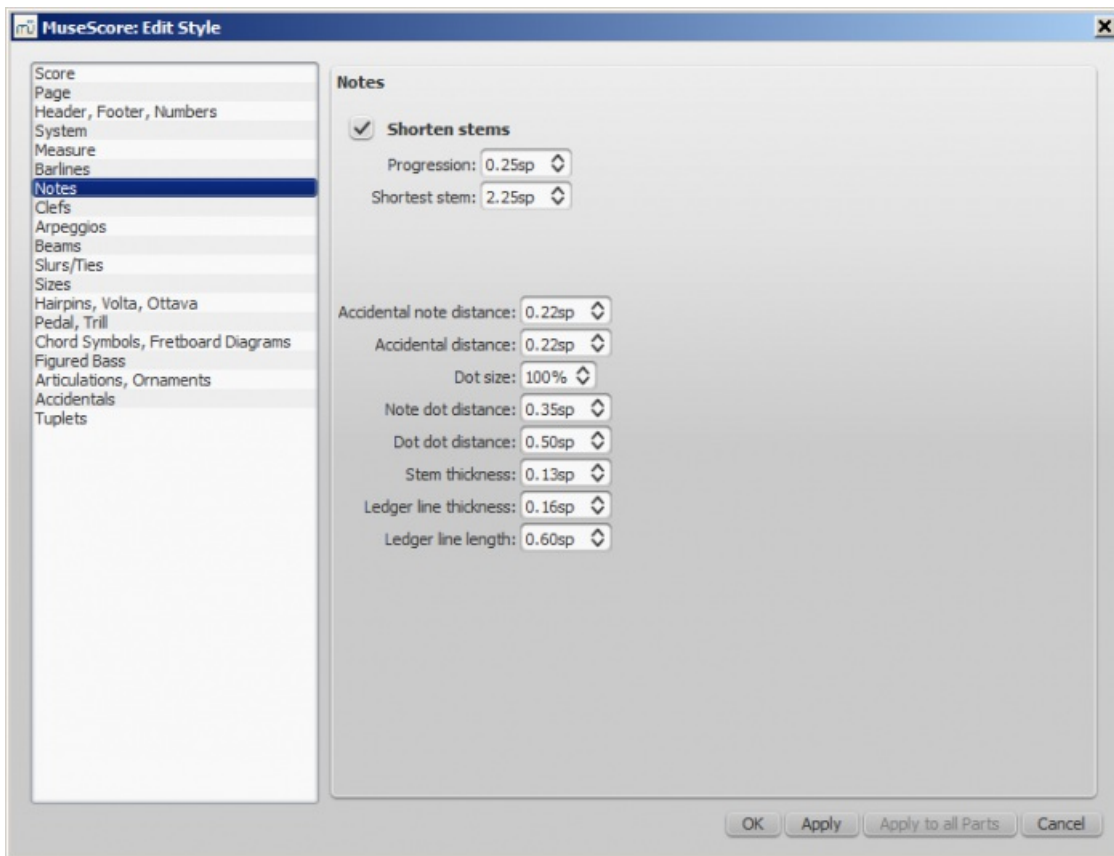 MuseScore: Edit Style
Score
Page
Header, Footer, Numbers
System
Measure
Barlines
Notes
Clefs
Arpeggios
Beams
Slurs/Ties
Sizes
Hairpins, Volta, Ottava
Pedal, Trill
Chord Symbols, Fretboard Diagrams
Figured Bass
Articulations, Ornaments
Accidentals
Tuplets
Notes
Shorten stems
Progression: 0.25sp
Shortest stem: 2.25sp
Accidental note distance: 0.22sp
Accidental distance: 0.22sp
Dot size: 100%
Note dot distance: 0.35sp
Dot dot distance: 0.50sp
Stem thickness: 0.13sp
Ledger line thickness: 0.16sp
Ledger line length: 0.60sp
OK Apply Apply to all Parts Cancel